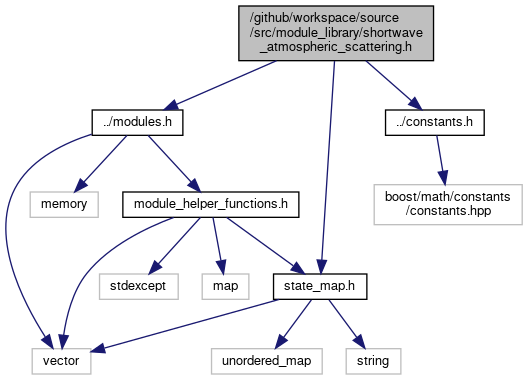 /github/workspace/source
/src/module_library/shortwave
_atmospheric_scattering.h
../modules.h
../constants.h
memory
module_helper_functions.h
boost/math/constants
/constants.hpp
stdexcept
map
state_map.h
vector
unordered_map
string